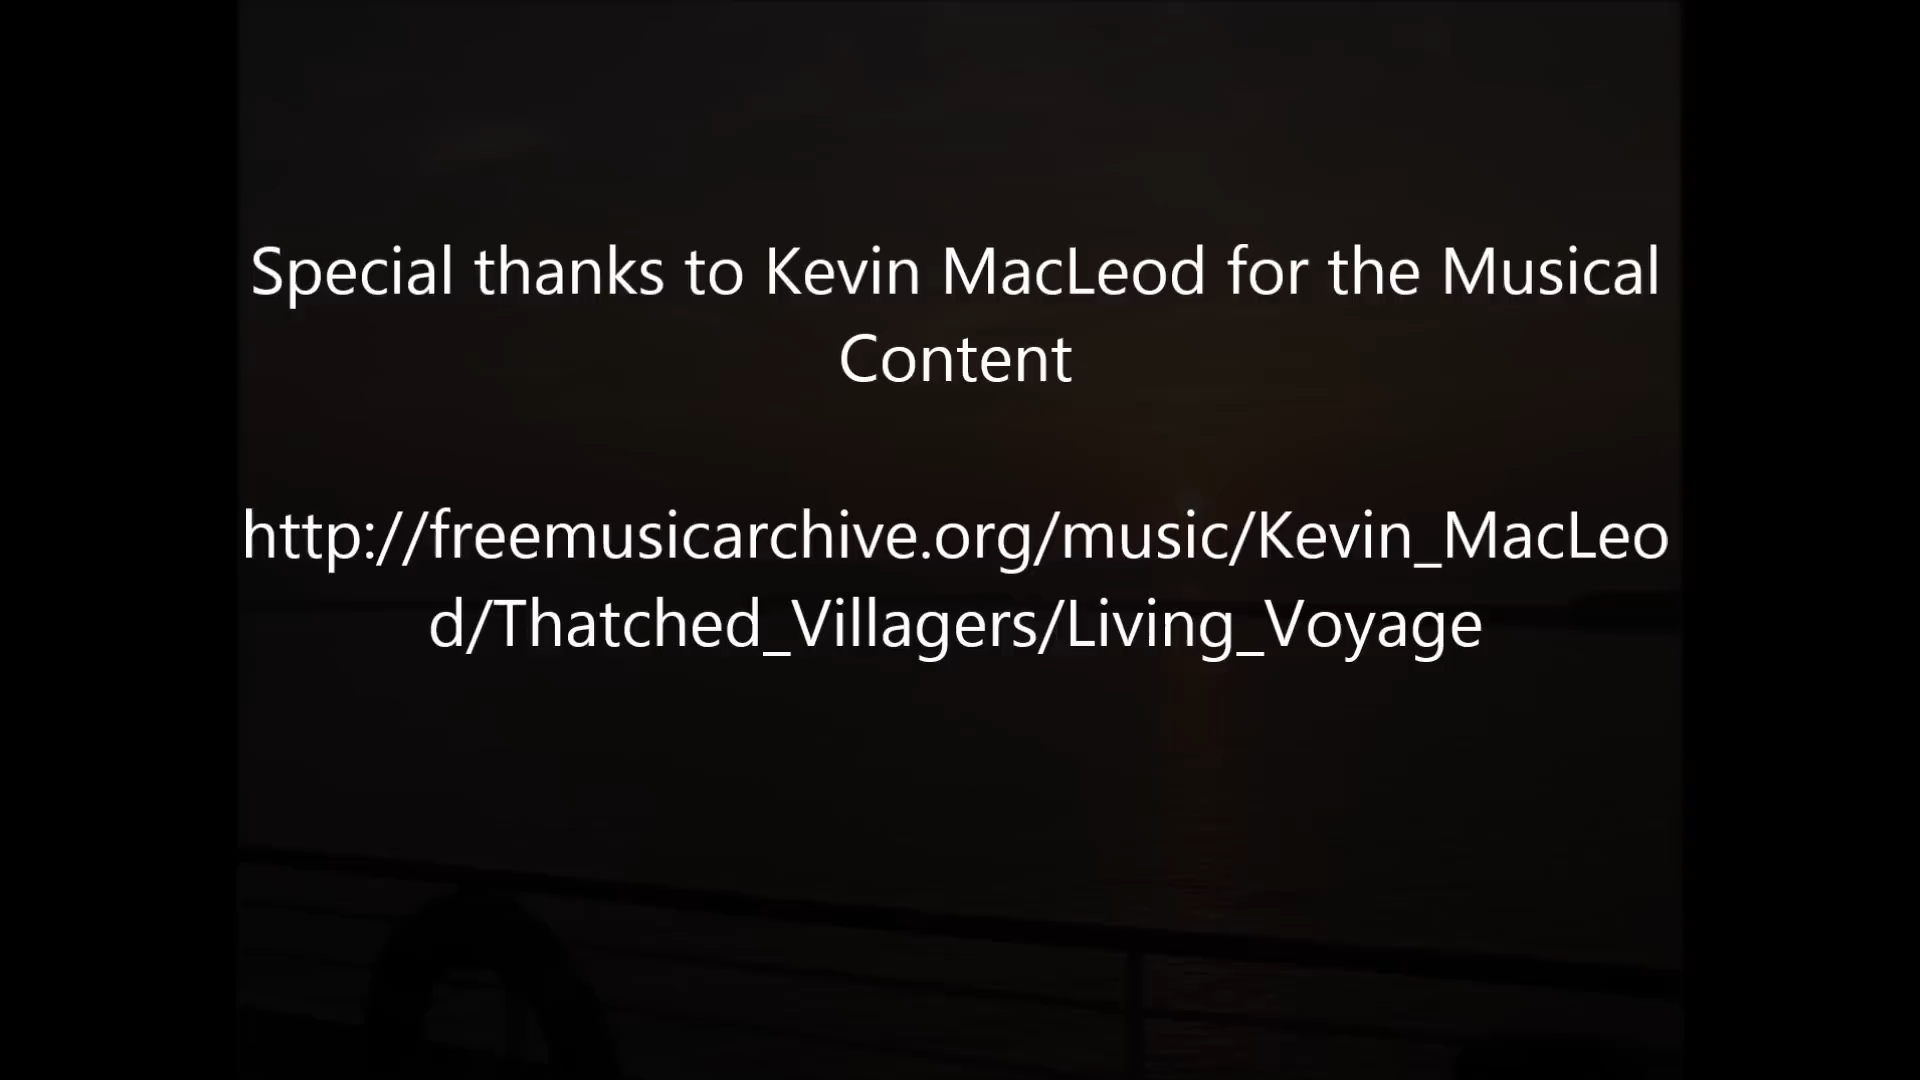 Special thanks to Kevin MacLeod for the Musical
Content
http://freemusicarchive.org/music/Kevin_MacLeo
d/Thatched_Villagers/Living_Voyage